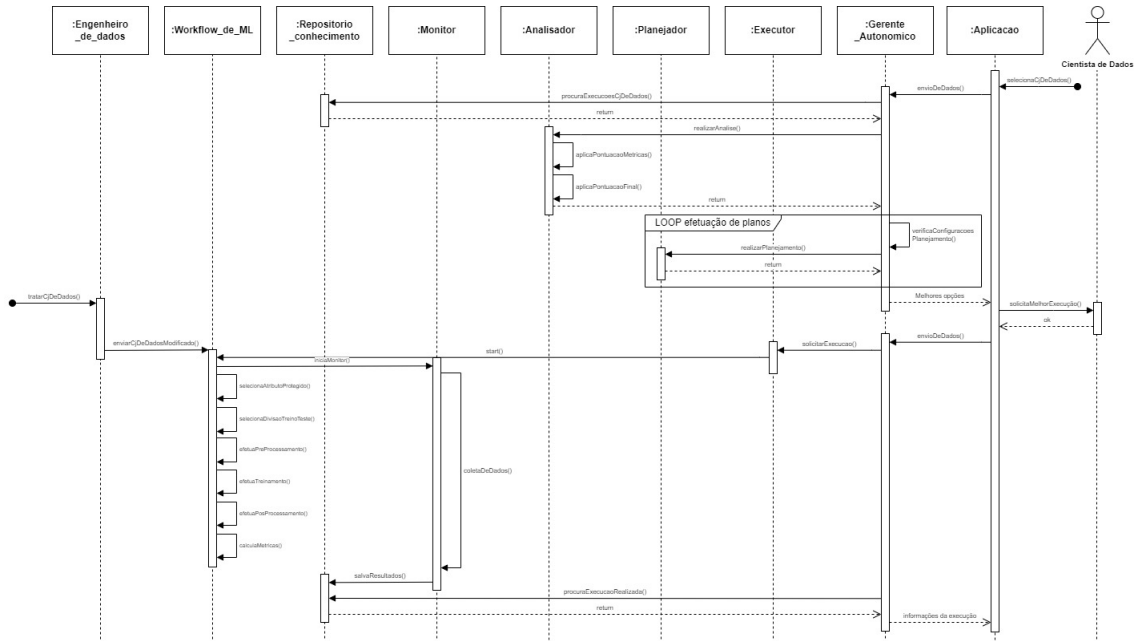 :Engenheiro
_de_dados
:Workflow_de_ML
:Repositorio
_conhecimento
:Monitor
:Analisador
:Planejador
:Executor
:Gerente
_Autonomico
:Aplicacao
Cientista de Dados
selecionaCjDeDados()
envioDeDados()
procuraExecucoesCjDeDados()
return
realizarAnalise()
aplicaPontuacaoMetricas()
aplicaPontuacaoFinal()
return
LOOP efetuação de planos
verificaConfiguracoes
Planejamento()
realizarPlanejamento()
return
Melhores opções
tratarCjDeDados()
solicitaMelhorExecução()
ok
enviarCjDeDadosModificado()
start()
solicitarExecucao()
envioDeDados()
iniciaMonitor()
selecionaAtributoProtegido()
selecionaDivisaoTreinoTeste()
efetuaPreProcessamento()
coletaDeDados()
efetuaTreinamento()
efetuaPosProcessamento()
calculaMetricas()
salvaResultados()
procuraExecucaoRealizada()
return
informações da execução